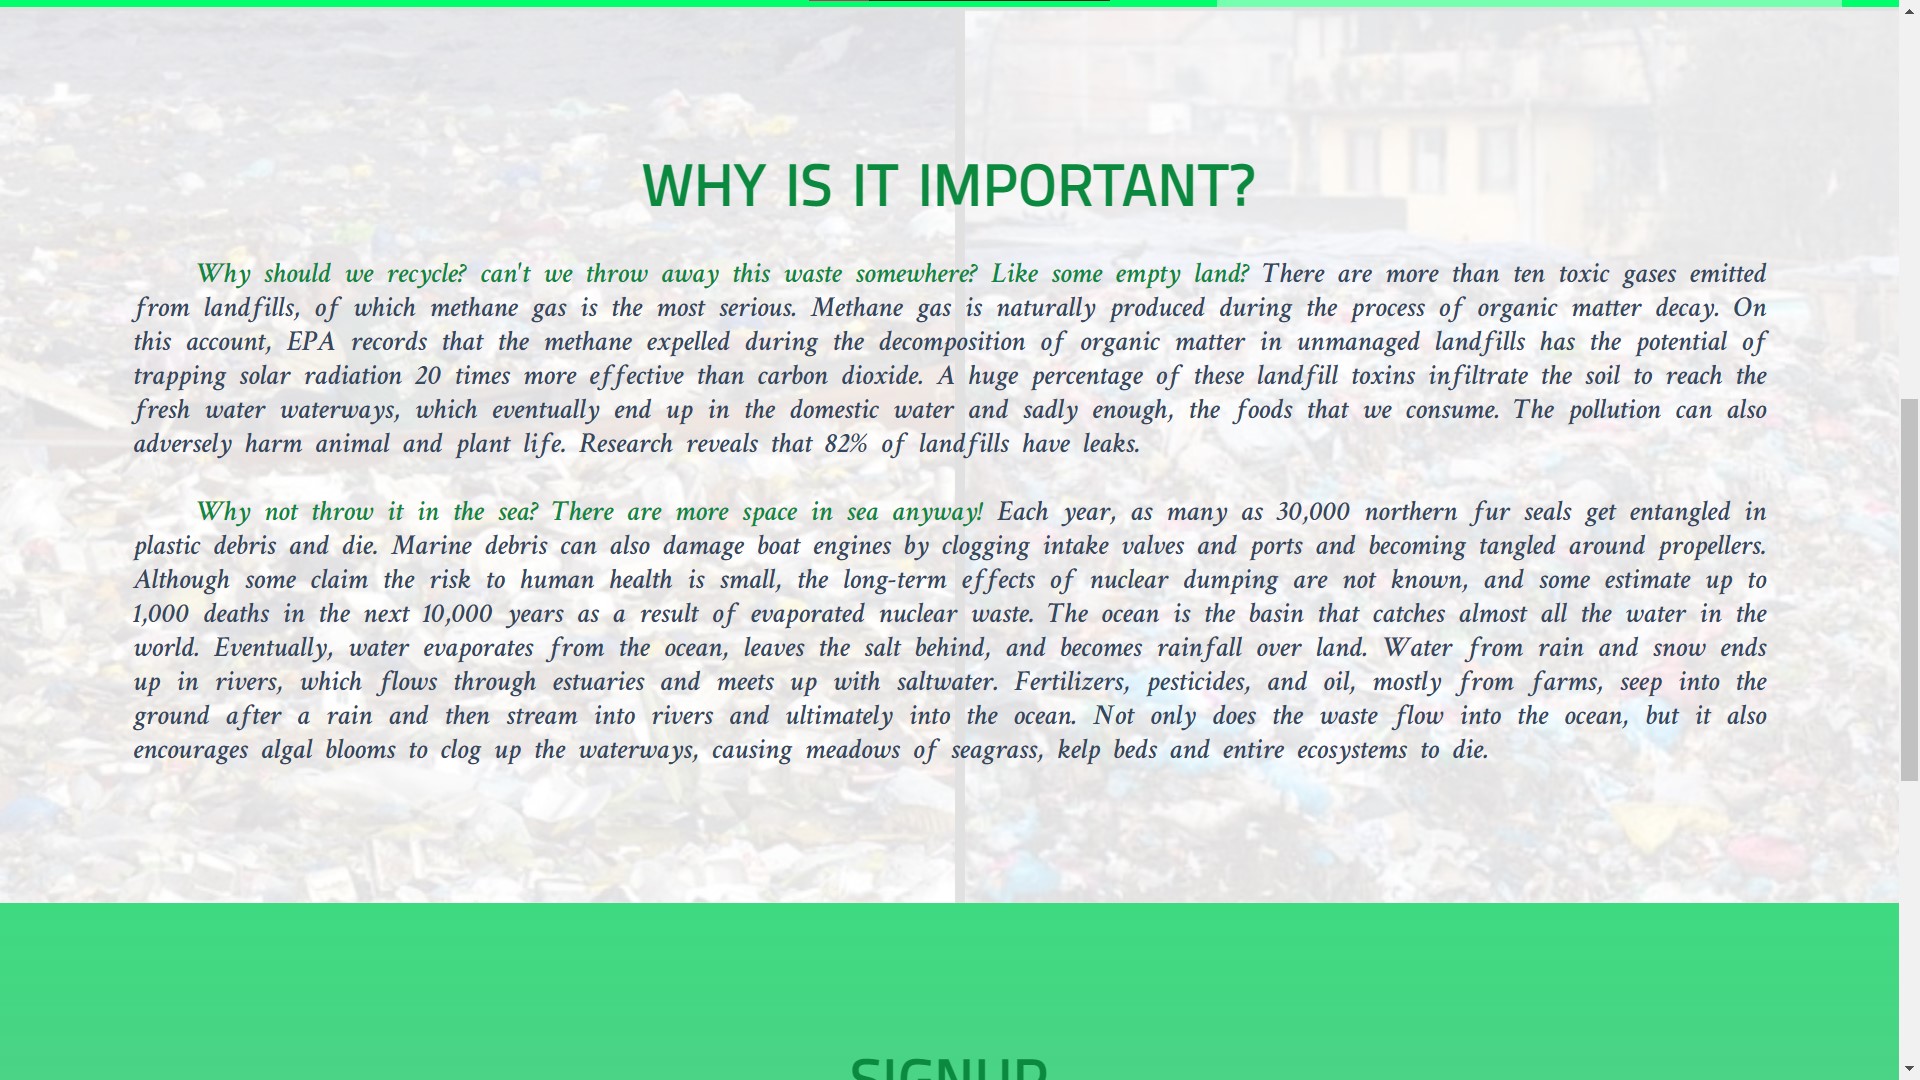 WHY IS IT IMPORTANT?
Why should we recycle? can't we throw away this waste somewhere? Like some empty land? There are more than ten toxic gases emitted
from landfills, of which methane gas is the most serious. Methane gas is naturally produced during the process of organic matter decay. On
this account, EPA records that the methane expelled during the decomposition of organic matter in unmanaged landfills has the potential of
trapping solar radiation 20 times more effective than carbon dioxide. A huge percentage of these landfill toxins infiltrate the soil to reach the
fresh water waterways, which eventually end up in the domestic water and sadly enough, the foods that we consume. The pollution can also
adversely harm animal and plant life. Research reveals that 82% of landfills have leaks.
Why not throw it in the sea? There are more space in sea anyway! Each year, as many as 30,000 northern fur seals get entangled in
plastic debris and die. Marine debris can also damage boat engines by clogging intake valves and ports and becoming tangled around propellers.
Although some claim the risk to human health is small, the long-term effects of nuclear dumping are not known, and some estimate up to
1,000 deaths in the next 10,000 years as a result of evaporated nuclear waste. The ocean is the basin that catches almost all the water in the
world. Eventually, water evaporates from the ocean, leaves the salt behind, and becomes rainfall over land. Water from rain and snow ends
up in rivers, which flows through estuaries and meets up with saltwater. Fertilizers, pesticides, and oil, mostly from farms, seep into the
ground after a rain and then stream into rivers and ultimately into the ocean. Not only does the waste flow into the ocean, but it also
encourages algal blooms to clog up the waterways, causing meadows of seagrass, kelp beds and entire ecosystems to die.
SIGNUP